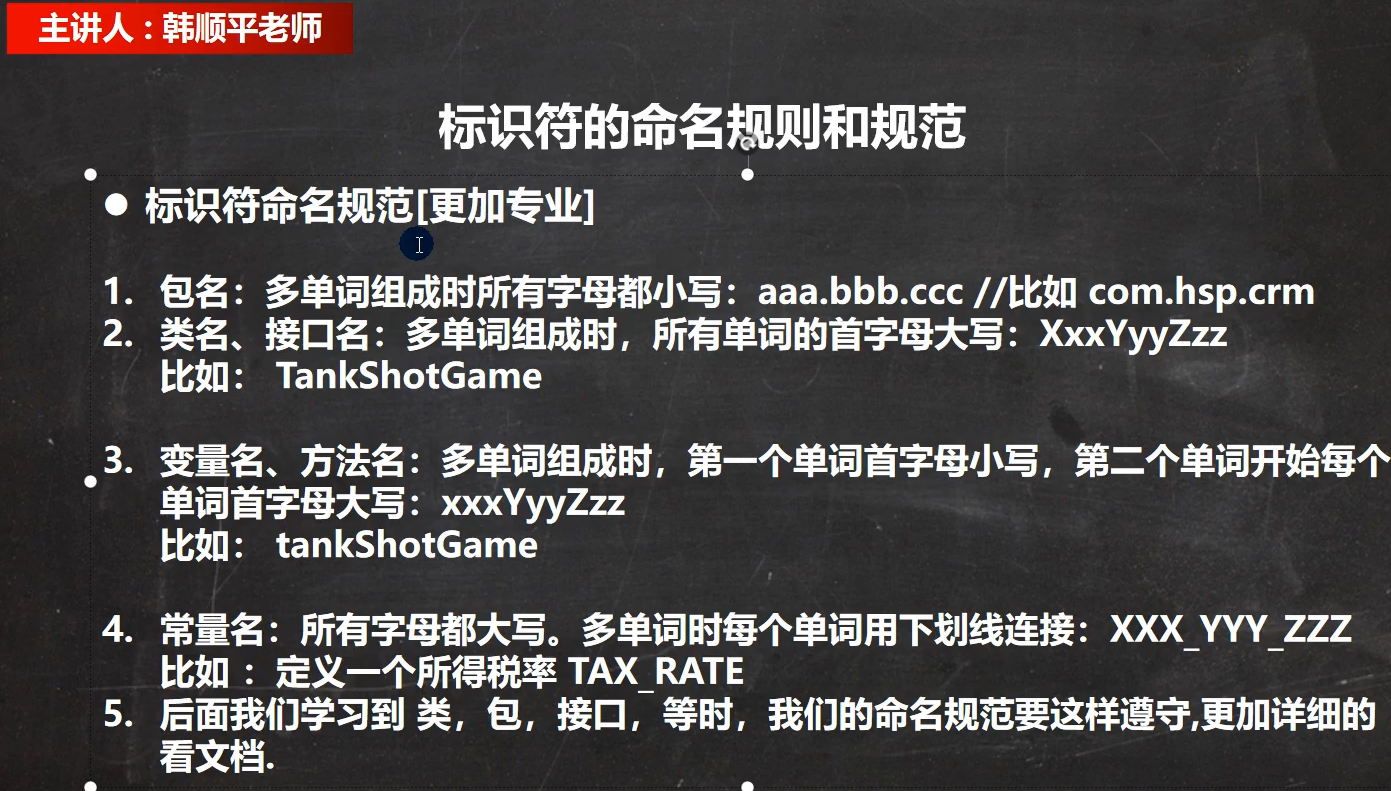 主讲人：韩顺平老师
标识符的命名规则和规范
● 标识符命名规范[更加专业]
1. 包名：多单词组成时所有字母都小写：aaa.bbb.ccc //比如 com.hsp.crm
2. 类名、接口名：多单词组成时，所有单词的首字母大写：XxxYyyZzz
比如： TankShotGame
3. 变量名、方法名：多单词组成时，第一个单词首字母小写，第二个单词开始每个
单词首字母大写：xxxYyyZzz
比如： tankShotGame
4. 常量名：所有字母都大写。多单词时每个单词用下划线连接：XXX_YYY_ZZZ
比如 ：定义一个所得税率 TAX_RATE
5. 后面我们学习到 类，包，接口，等时，我们的命名规范要这样遵守,更加详细的
看文档.